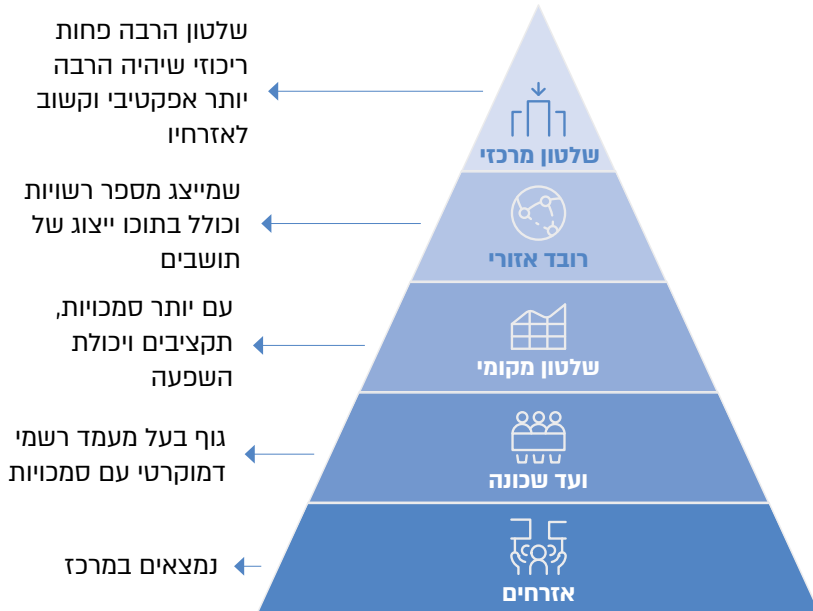 שלטון הרבה פחות
ריכוזי שיהיה הרבה
יותר אפקטיבי וקשוב
לאזרחיו
שלטון מרכזי
שמייצג מספר רשויות
וכולל בתוכו ייצוג של
תושבים
רובד אזורי
עם יותר סמכויות,
תקציבים ויכולת
השפעה
שלטון מקומי
גוף בעל מעמד רשמי
דמוקרטי עם סמכויות
ועד שכונה
נמצאים במרכז
אזרחים